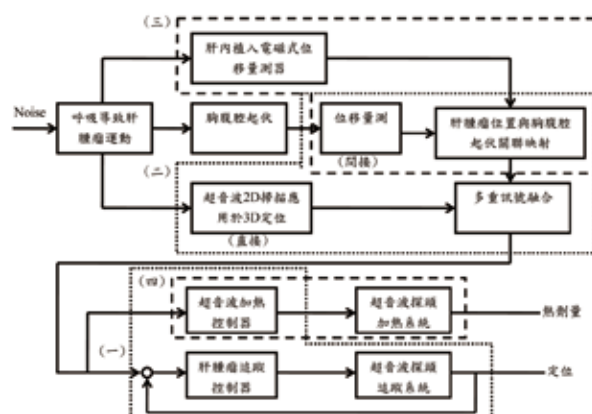 (三)
肝內植入電磁式位
移量測器
Noise
呼吸導致肝
腫瘤運動
胸腹腔起伏
位移量測
(間接)
肝腫瘤位置與胸腹腔
起伏關聯映射
(二)
超音波2D掃描應
用於3D定位
(直接)
多重訊號融合
(四)
超音波加熱
控制器
超音波探頭
加熱系統
熱劑量
(一)
肝腫瘤追蹤
控制器
超音波探頭
追蹤系統
定位